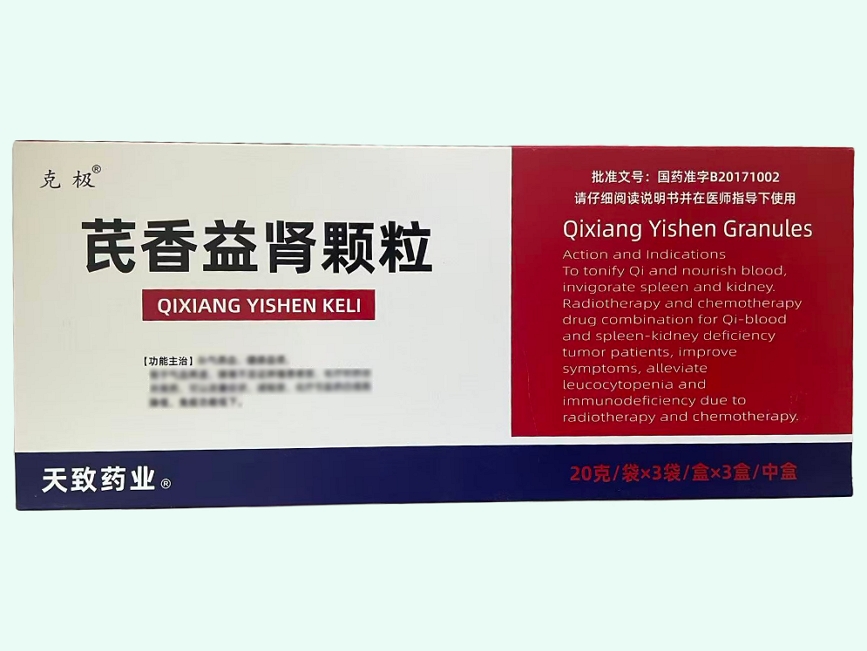 克极®
芪香益肾颗粒
QIXIANG YISHEN KELI
【功能主治】
天致药业®
批准文号：国药准字B20171002
请仔细阅读说明书并在医师指导下使用
Qixiang Yishen Granules
Action and Indications
To tonify Qi and nourish blood,
invigorate spleen and kidney.
Radiotherapy and chemotherapy
drug combination for Qi-blood
and spleen-kidney deficiency
tumor patients, improve
symptoms, alleviate
leucocytopenia and
immunodeficiency due to
radiotherapy and chemotherapy.
20克/袋×3袋/盒×3盒/中盒